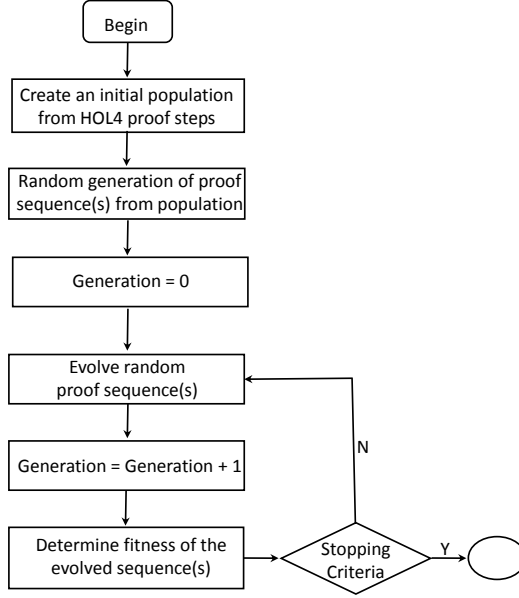 Begin
Create an initial population
from HOL4 proof steps
Random generation of proof
sequence(s) from population
Generation = 0
Evolve random
proof sequence(s)
N
Generation = Generation + 1
Determine fitness of the
evolved sequence(s)
Stopping
Criteria
Y